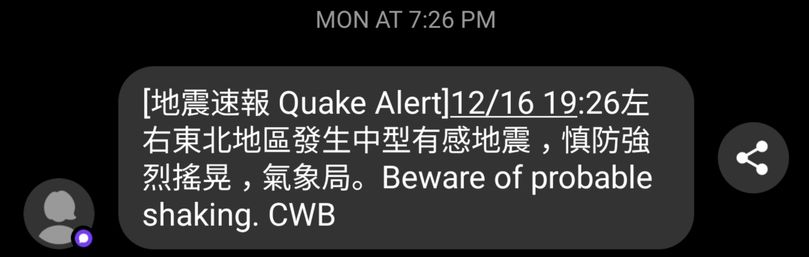 MON AT 7:26 PM
[地震速報 Quake Alert]12/16 19:26左
右東北地區發生中型有感地震，慎防強
烈搖晃，氣象局。Beware of probable
shaking. CWB